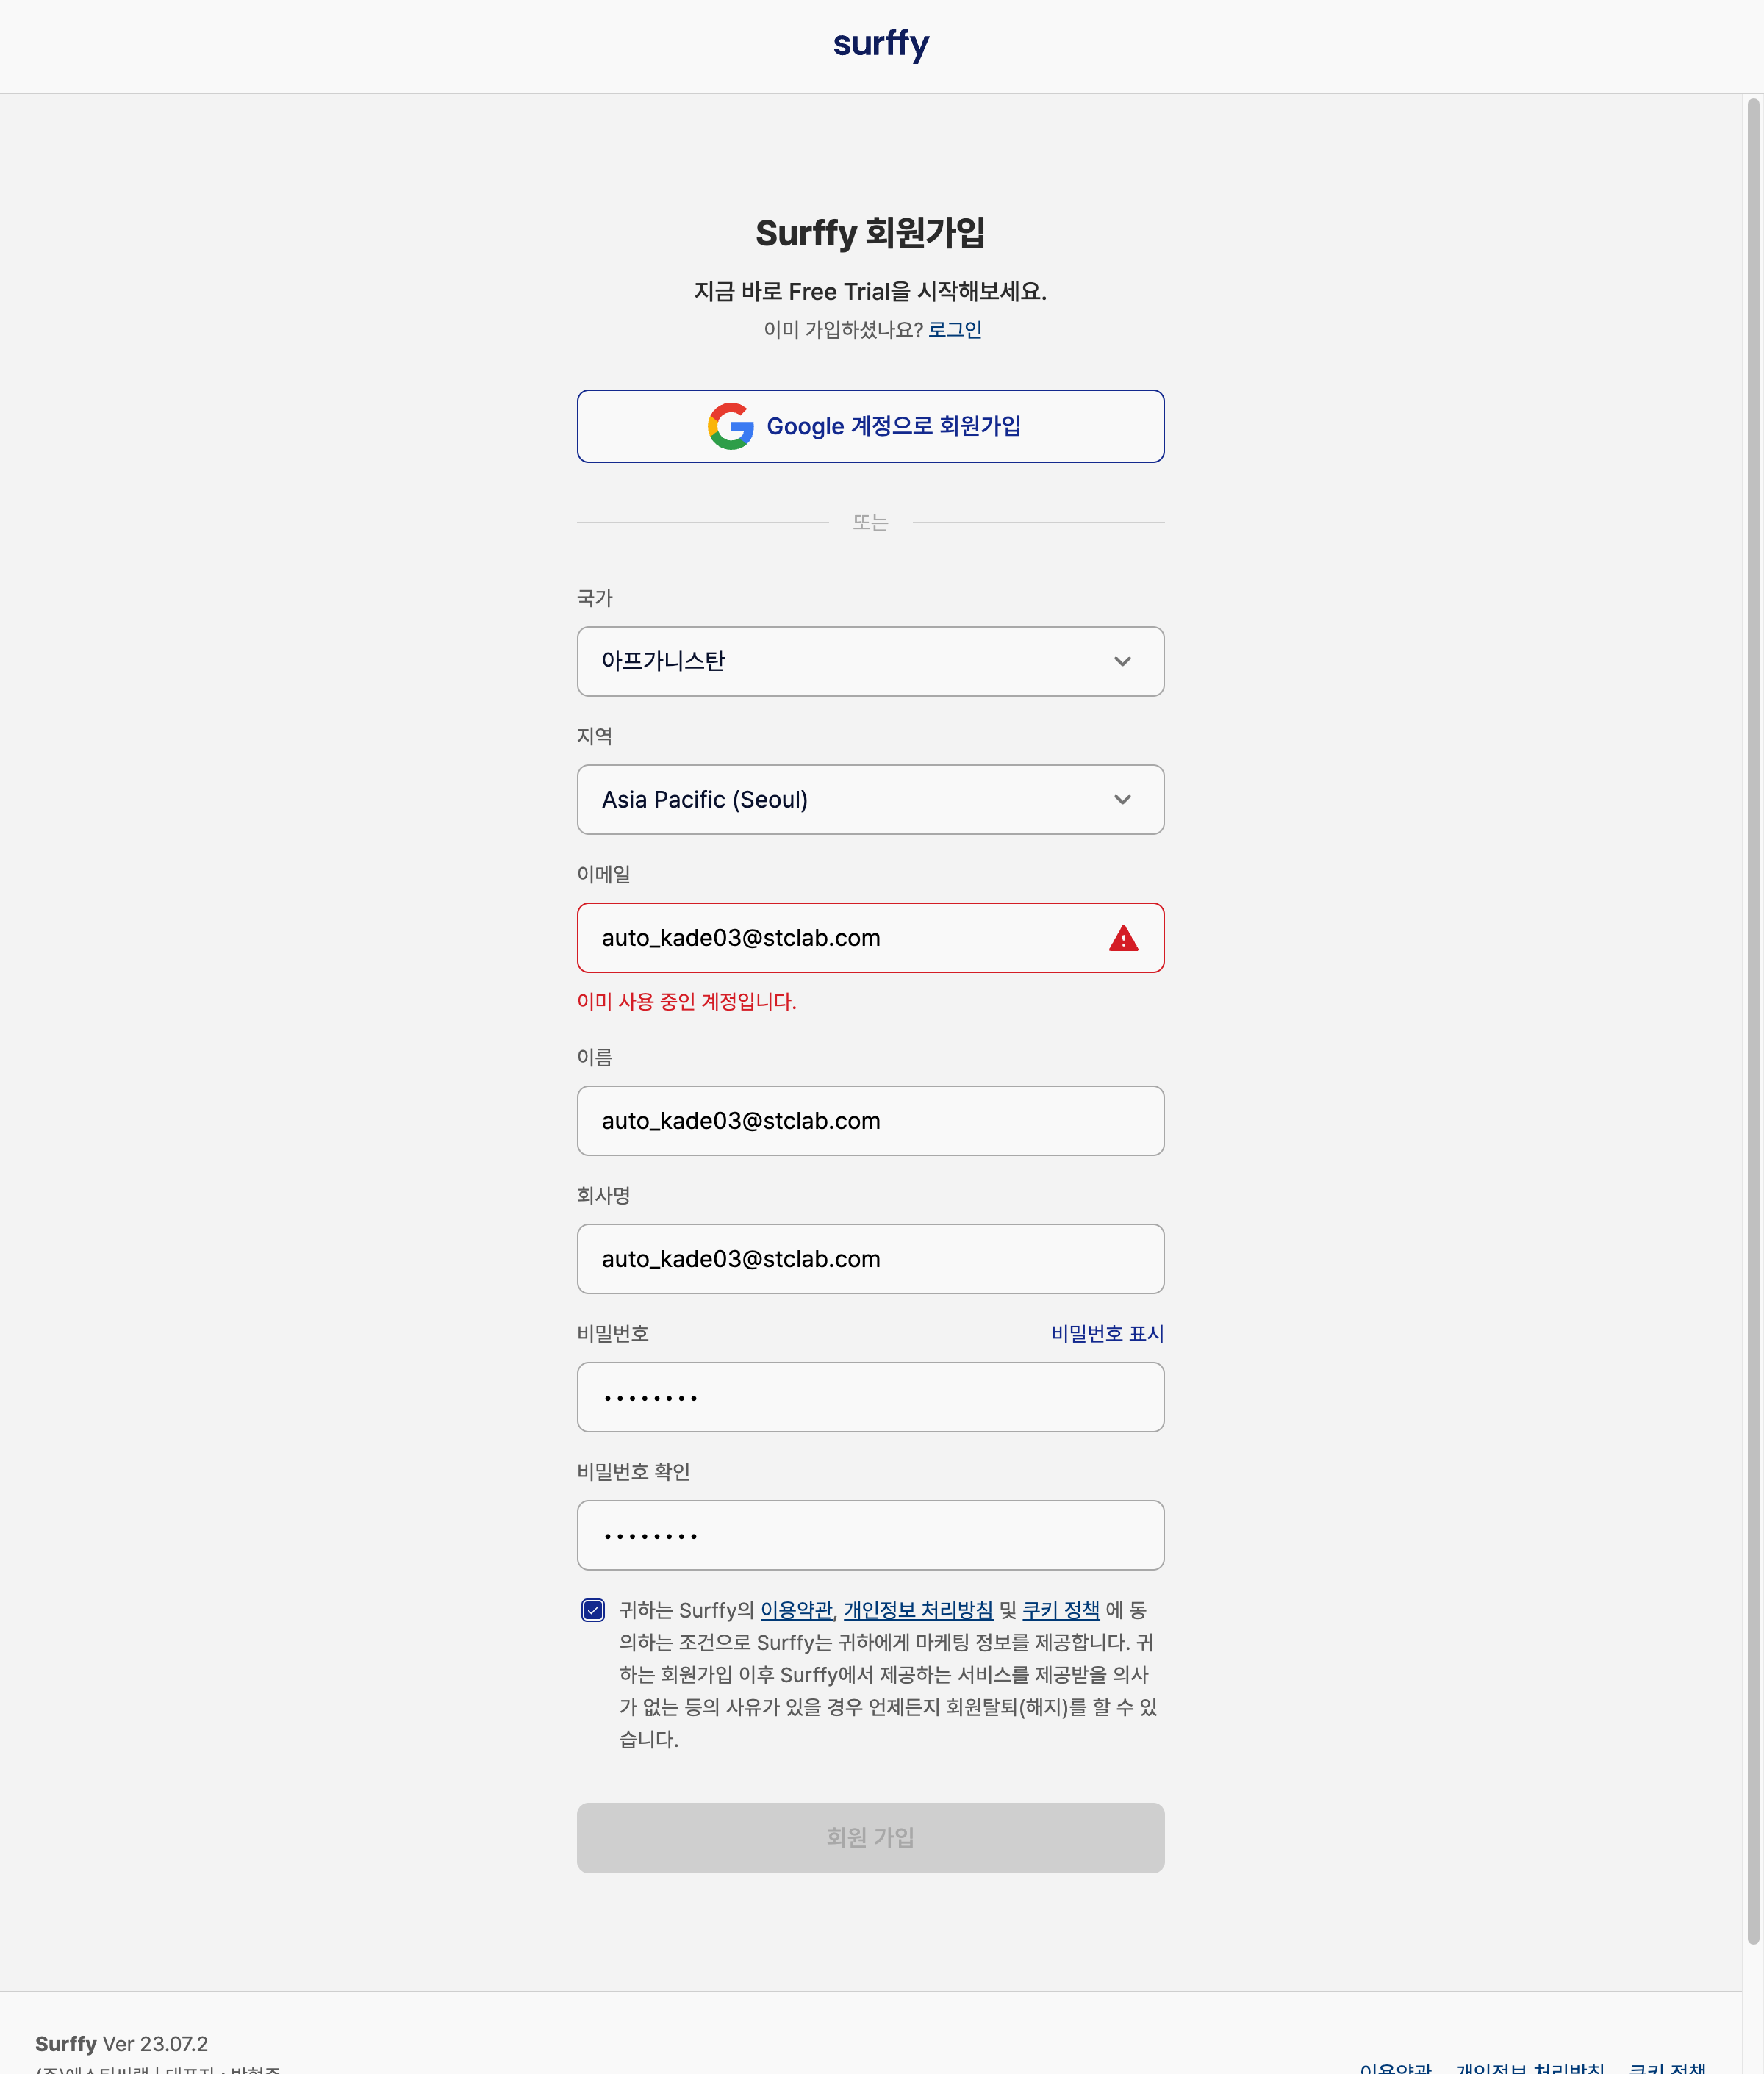 surffy
Surffy 회원가입
지금 바로 Free Trial을 시작해보세요.
이미 가입하셨나요? 로그인
Google 계정으로 회원가입
또는
국가
아프가니스탄
지역
Asia Pacific (Seoul)
이메일
auto_kade03@stclab.com
이미 사용 중인 계정입니다.
이름
auto_kade03@stclab.com
회사명
auto_kade03@stclab.com
비밀번호 비밀번호 표시
••••••••
비밀번호 확인
••••••••
귀하는 Surffy의 이용약관, 개인정보 처리방침 및 쿠키 정책 에 동
의하는 조건으로 Surffy는 귀하에게 마케팅 정보를 제공합니다. 귀
하는 회원가입 이후 Surffy에서 제공하는 서비스를 제공받을 의사
가 없는 등의 사유가 있을 경우 언제든지 회원탈퇴(해지)를 할 수 있
습니다.
회원 가입
Surffy Ver 23.07.2
이용약관 개인정보 처리방침 쿠키 정책